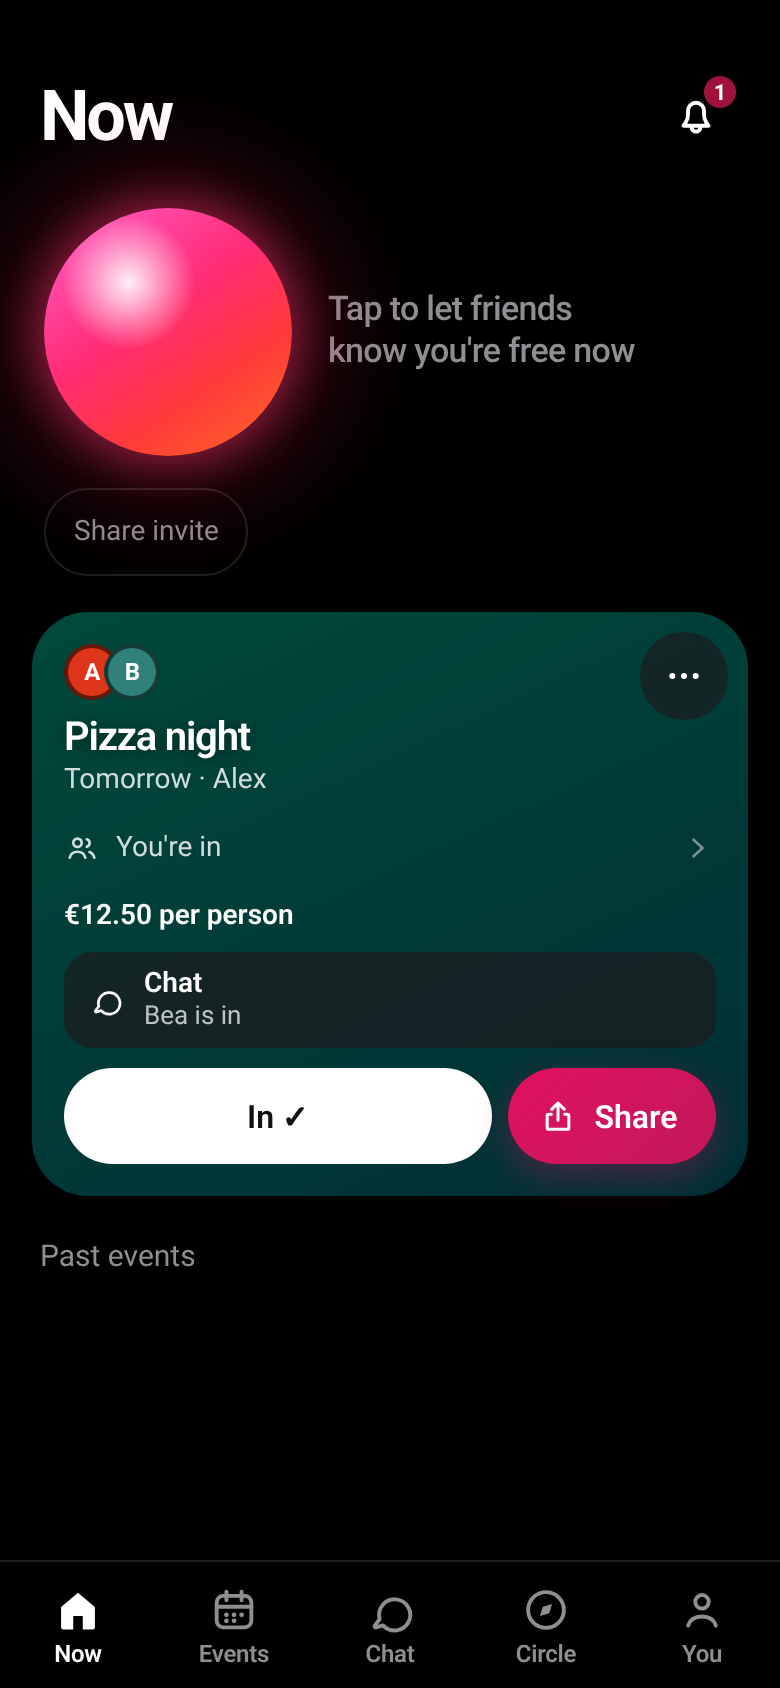 Now
1
Tap to let friends
know you're free now
Share invite
A B
Pizza night
Tomorrow · Alex
You're in
€12.50 per person
Chat
Bea is in
In ✓
Share
Past events
Now
Events
Chat
Circle
You